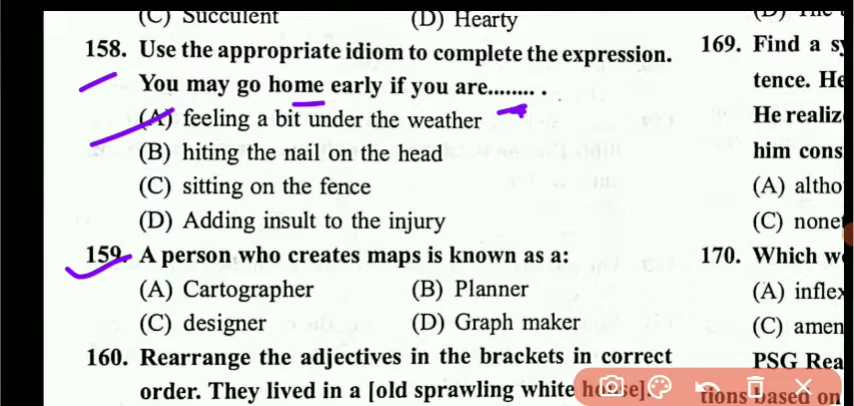 (C) Succulent (D) Hearty
158. Use the appropriate idiom to complete the expression.
You may go home early if you are......... .
(A) feeling a bit under the weather
(B) hiting the nail on the head
(C) sitting on the fence
(D) Adding insult to the injury
159. A person who creates maps is known as a:
(A) Cartographer (B) Planner
(C) designer (D) Graph maker
160. Rearrange the adjectives in the brackets in correct
order. They lived in a [old sprawling white house].
169. Find a sy
tence. He
He realiz
him cons
(A) altho
(C) none
170. Which w
(A) inflex
(C) amen
PSG Rea
tions based on